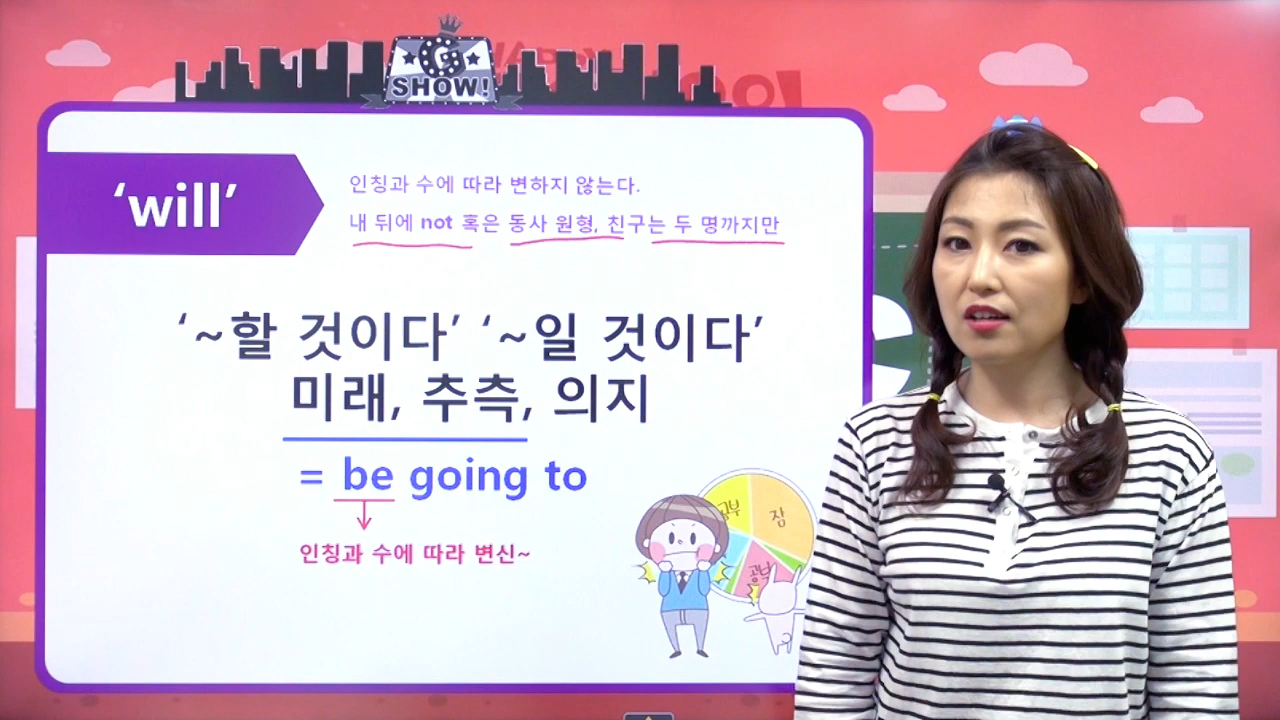 G
SHOW!
‘will’
인칭과 수에 따라 변하지 않는다.
내 뒤에 not 혹은 동사 원형, 친구는 두 명까지만
‘~할 것이다’ ‘~일 것이다’
미래, 추측, 의지
= be going to
인칭과 수에 따라 변신~
잠
공부